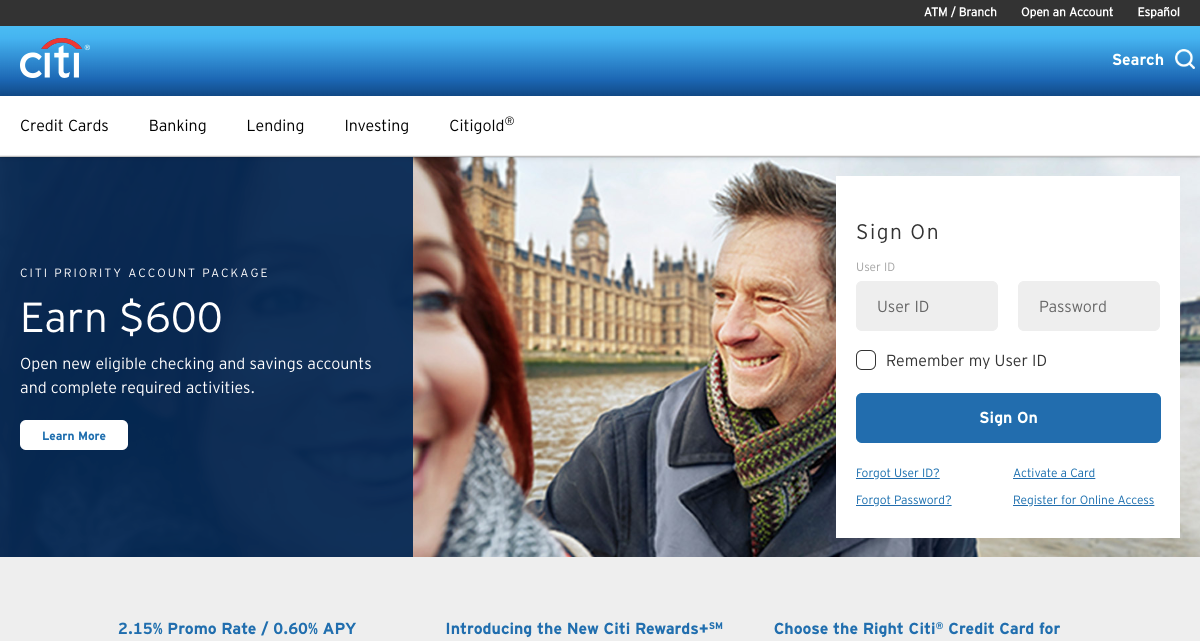 ATM / Branch Open an Account Español
citi®
Search
Credit Cards Banking Lending Investing Citigold®
CITI PRIORITY ACCOUNT PACKAGE
Earn $600
Open new eligible checking and savings accounts
and complete required activities.
Learn More
Sign On
User ID
User ID Password
Remember my User ID
Sign On
Forgot User ID? Activate a Card
Forgot Password? Register for Online Access
2.15% Promo Rate / 0.60% APY Introducing the New Citi Rewards+℠ Choose the Right Citi® Credit Card for